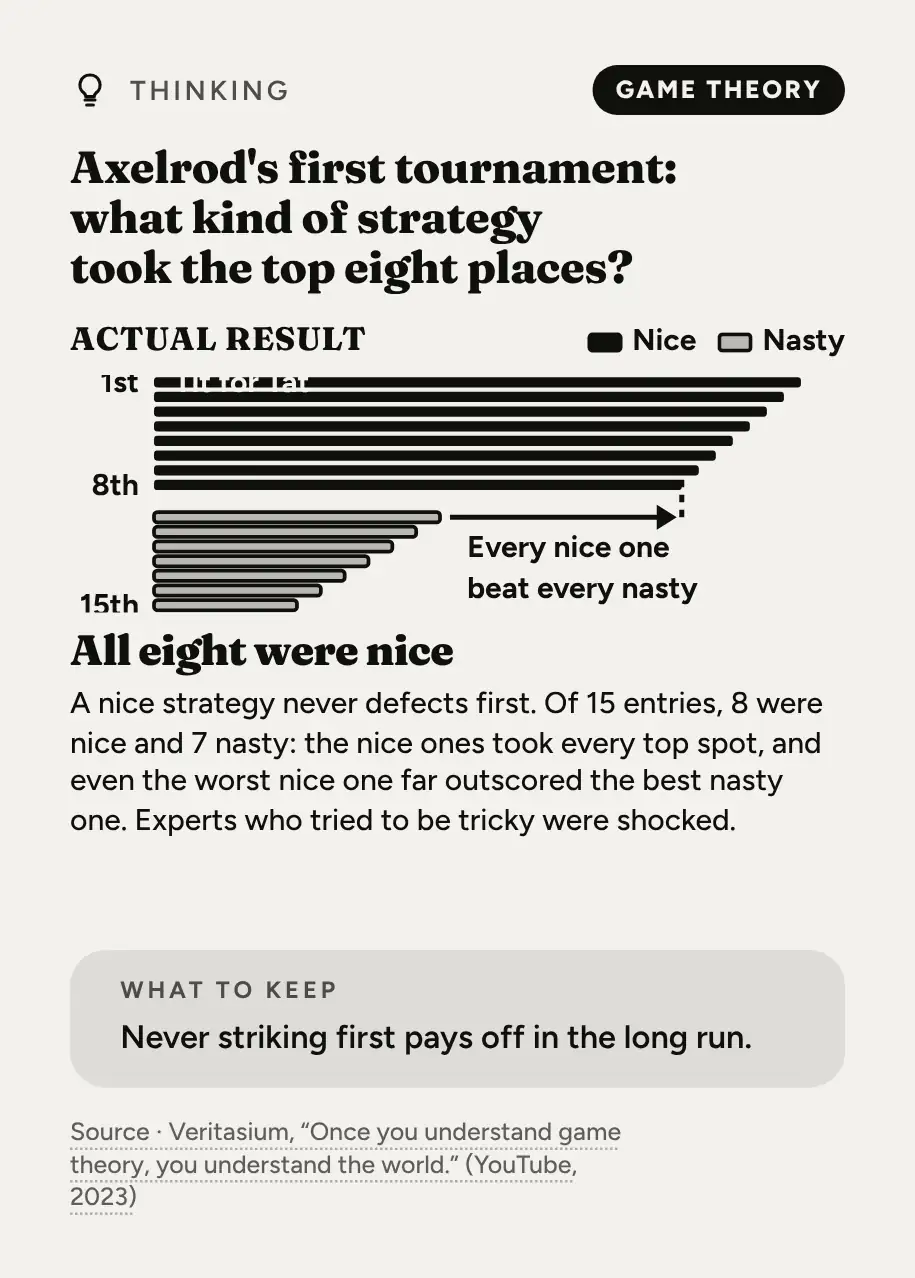 THINKING
GAME THEORY
Axelrod's first tournament:
what kind of strategy
took the top eight places?
ACTUAL RESULT
Nice
Nasty
1st
Tit for Tat
8th
Every nice one
beat every nasty
15th
All eight were nice
A nice strategy never defects first. Of 15 entries, 8 were
nice and 7 nasty: the nice ones took every top spot, and
even the worst nice one far outscored the best nasty
one. Experts who tried to be tricky were shocked.
WHAT TO KEEP
Never striking first pays off in the long run.
Source · Veritasium, “Once you understand game
theory, you understand the world.” (YouTube,
2023)